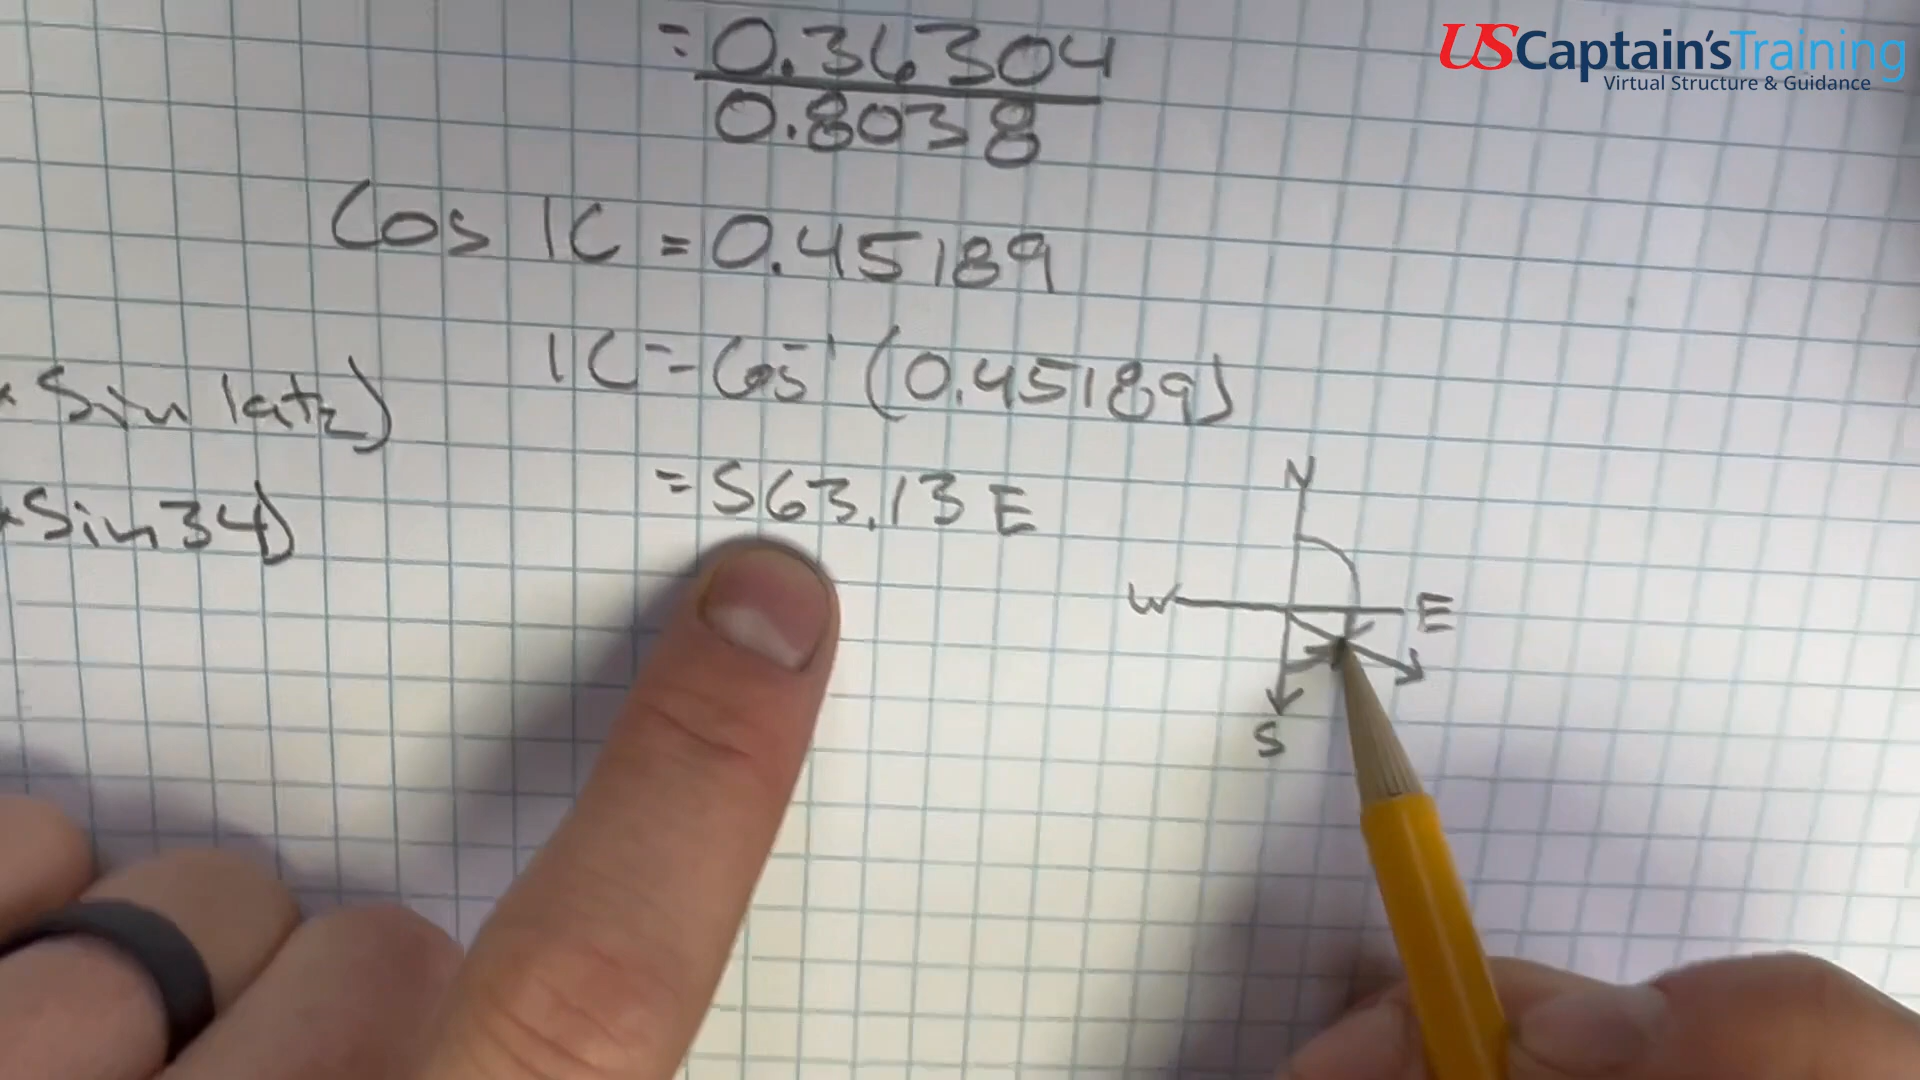 US Captain's Training
Virtual Structure & Guidance
= 0.36304
0.8038
Cos IC = 0.45189
IC = Cos⁻¹ (0.45189)
× Sin lat₂)
= S63.13 E
× Sin 34)
N
W E
S